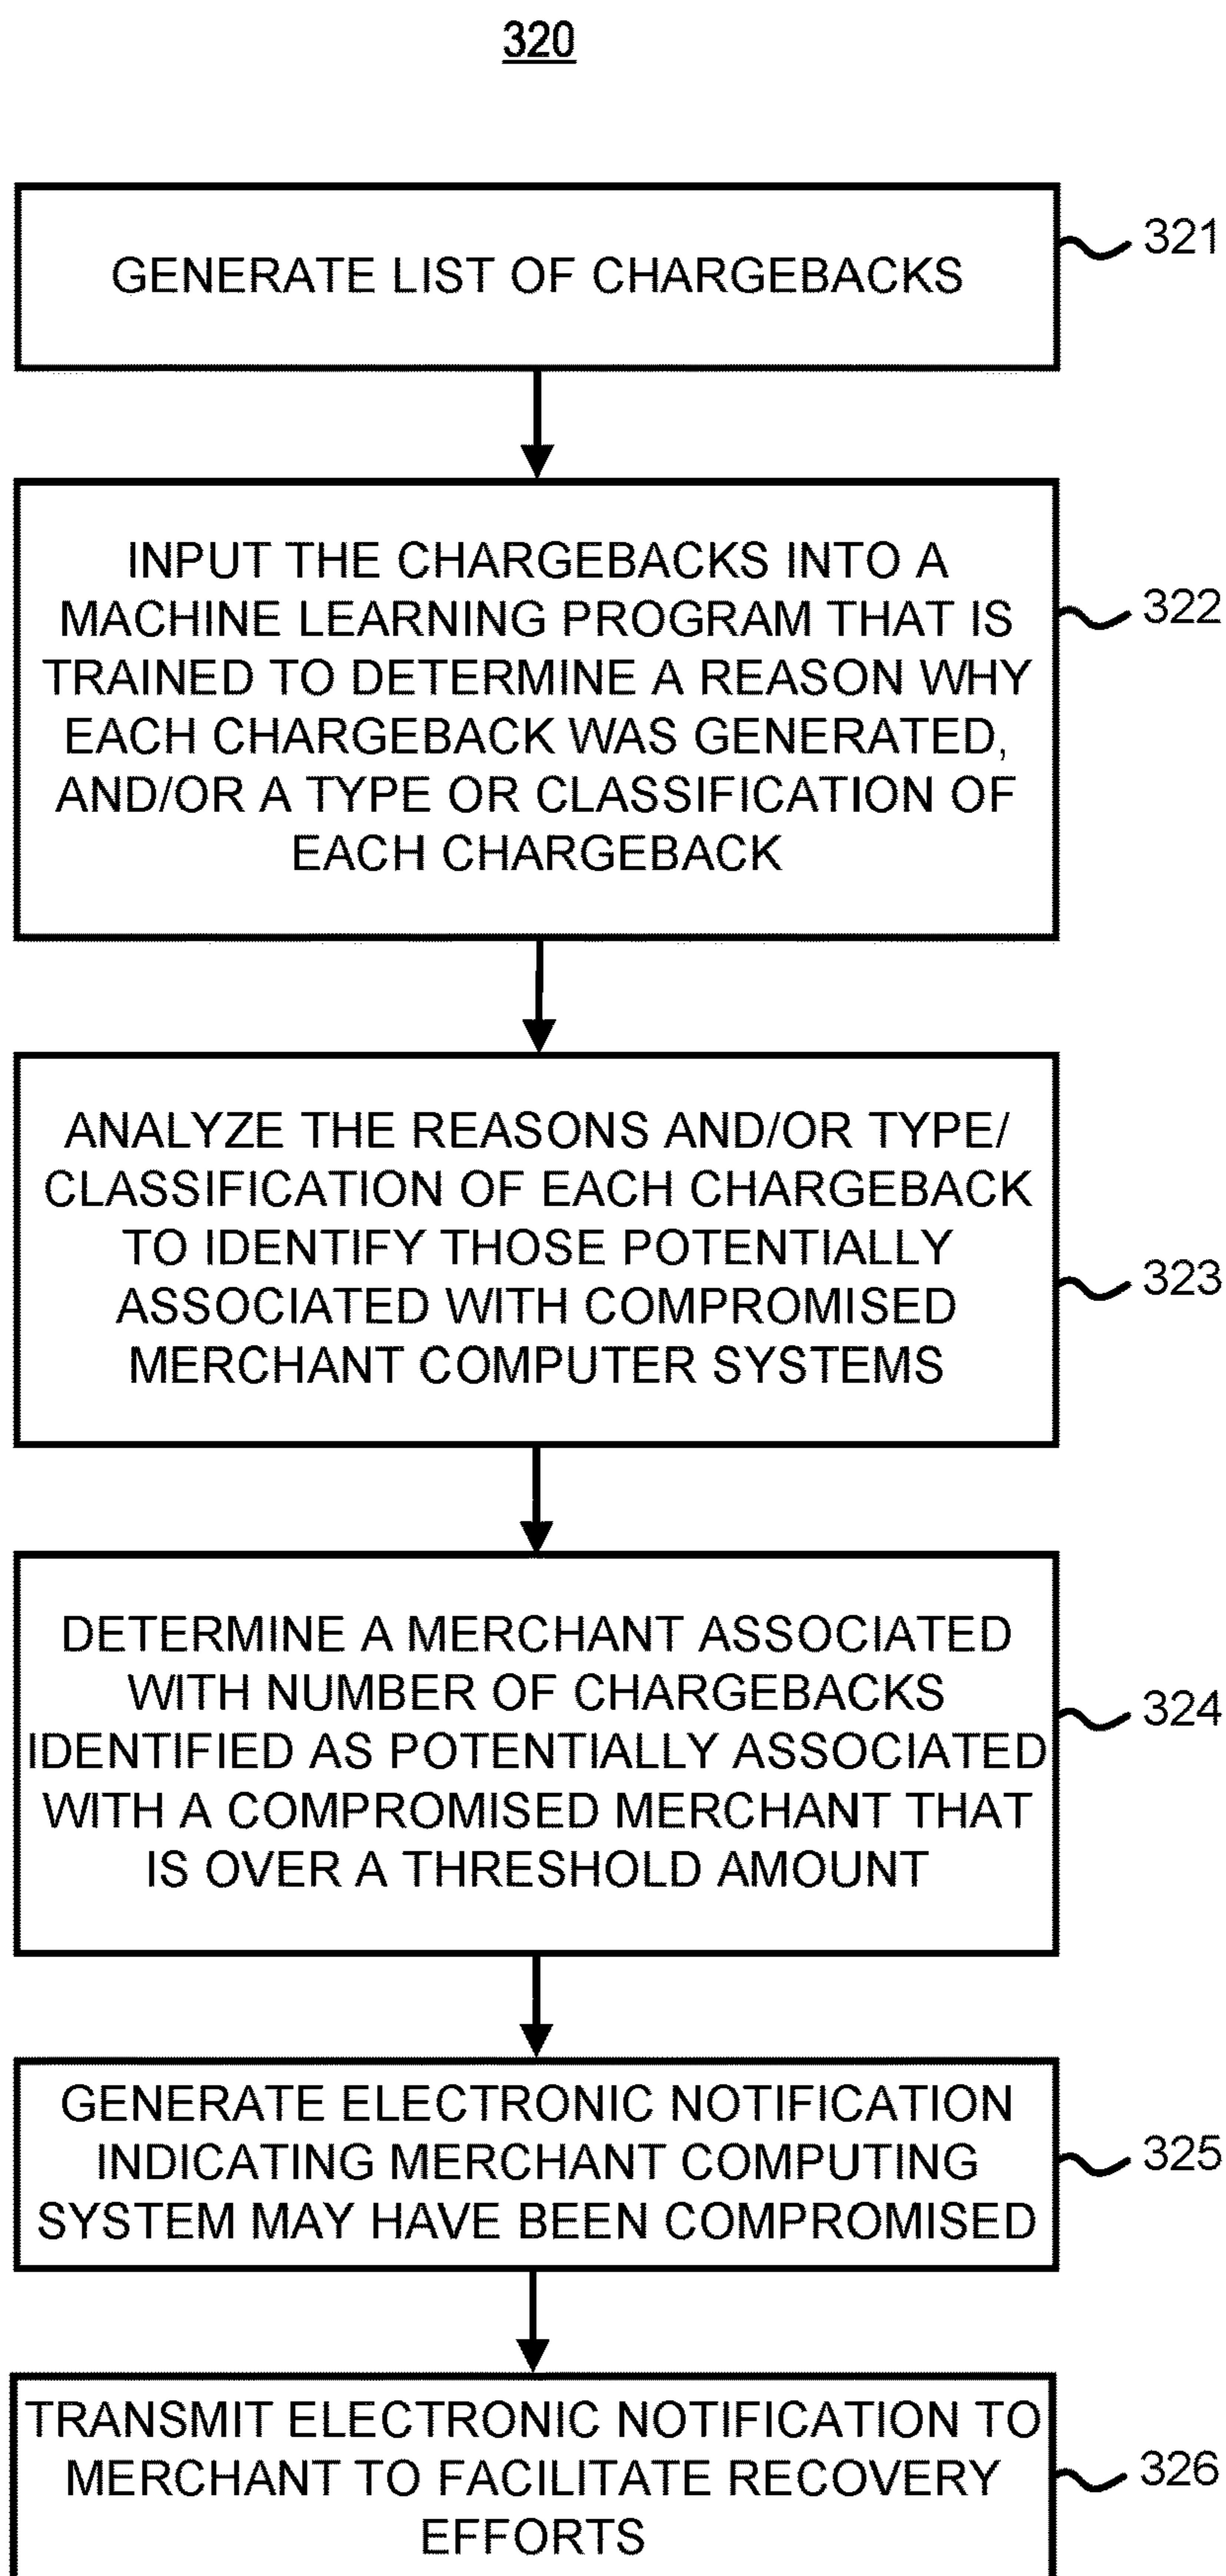 320
GENERATE LIST OF CHARGEBACKS
321
INPUT THE CHARGEBACKS INTO A
MACHINE LEARNING PROGRAM THAT IS
TRAINED TO DETERMINE A REASON WHY
EACH CHARGEBACK WAS GENERATED,
AND/OR A TYPE OR CLASSIFICATION OF
EACH CHARGEBACK
322
ANALYZE THE REASONS AND/OR TYPE/
CLASSIFICATION OF EACH CHARGEBACK
TO IDENTIFY THOSE POTENTIALLY
ASSOCIATED WITH COMPROMISED
MERCHANT COMPUTER SYSTEMS
323
DETERMINE A MERCHANT ASSOCIATED
WITH NUMBER OF CHARGEBACKS
IDENTIFIED AS POTENTIALLY ASSOCIATED
WITH A COMPROMISED MERCHANT THAT
IS OVER A THRESHOLD AMOUNT
324
GENERATE ELECTRONIC NOTIFICATION
INDICATING MERCHANT COMPUTING
SYSTEM MAY HAVE BEEN COMPROMISED
325
TRANSMIT ELECTRONIC NOTIFICATION TO
MERCHANT TO FACILITATE RECOVERY
EFFORTS
326